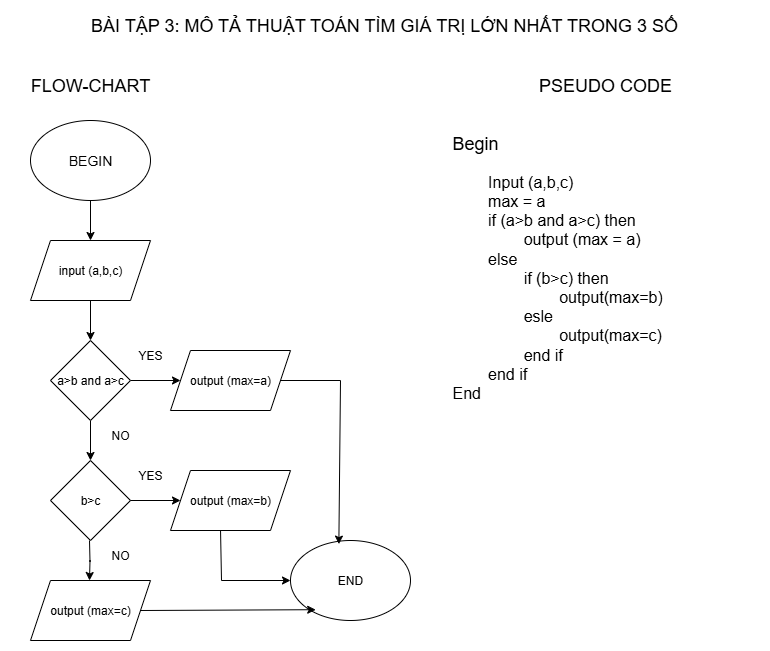 BÀI TẬP 3: MÔ TẢ THUẬT TOÁN TÌM GIÁ TRỊ LỚN NHẤT TRONG 3 SỐ
FLOW-CHART
BEGIN
input (a,b,c)
a>b and a>c
YES
output (max=a)
NO
b>c
YES
output (max=b)
NO
output (max=c)
END
PSEUDO CODE
Begin
Input (a,b,c)
max = a
if (a>b and a>c) then
output (max = a)
else
if (b>c) then
output(max=b)
esle
output(max=c)
end if
end if
End